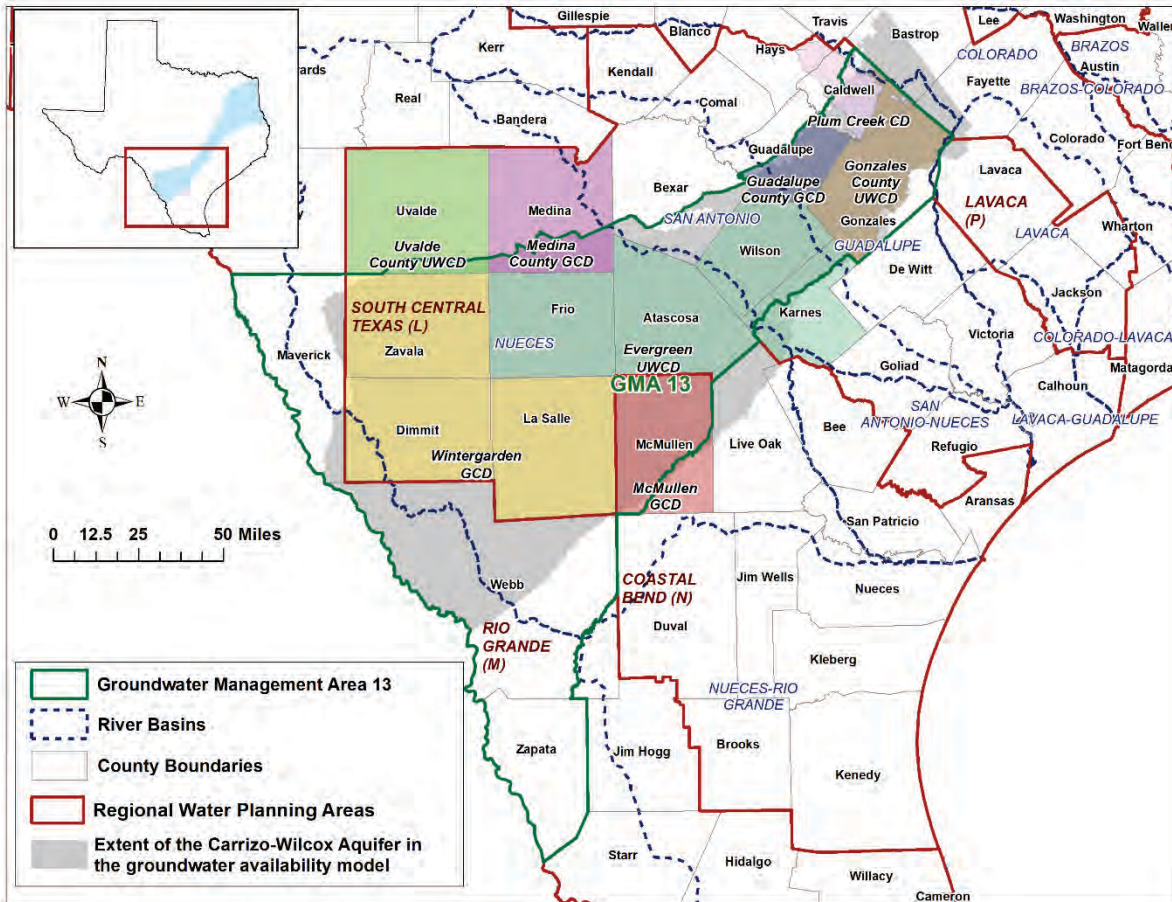 Gillespie
Travis
Lee
Washington
Waller
Blanco
Bastrop
Kerr
Hays
COLORADO
BRAZOS
Austin
Kendall
Fayette
BRAZOS-COLORADO
Real
Caldwell
Comal
Bandera
Plum Creek CD
Colorado
Fort Bend
Guadalupe
Lavaca
Gonzales
County
UWCD
Bexar
Guadalupe
County GCD
LAVACA
(P)
Uvalde
Medina
SAN ANTONIO
Gonzales
Wharton
LAVACA
Uvalde
County UWCD
Medina
County GCD
Wilson
GUADALUPE
De Witt
Jackson
SOUTH CENTRAL
TEXAS (L)
Frio
Atascosa
Karnes
Victoria
COLORADO-LAVACA
NUECES
Zavala
Evergreen
UWCD
Maverick
Goliad
Matagorda
Calhoun
GMA 13
N
W
E
S
SAN
ANTONIO-NUECES
LAVACA-GUADALUPE
La Salle
Dimmit
Bee
McMullen
Live Oak
Refugio
Wintergarden
GCD
McMullen
GCD
Aransas
San Patricio
0 12.5 25 50 Miles
Webb
COASTAL
BEND (N)
Jim Wells
Nueces
Duval
RIO
GRANDE
(M)
Kleberg
NUECES-RIO
GRANDE
Zapata
Jim Hogg
Brooks
Kenedy
Starr
Hidalgo
Willacy
Cameron
Groundwater Management Area 13
River Basins
County Boundaries
Regional Water Planning Areas
Extent of the Carrizo-Wilcox Aquifer in
the groundwater availability model